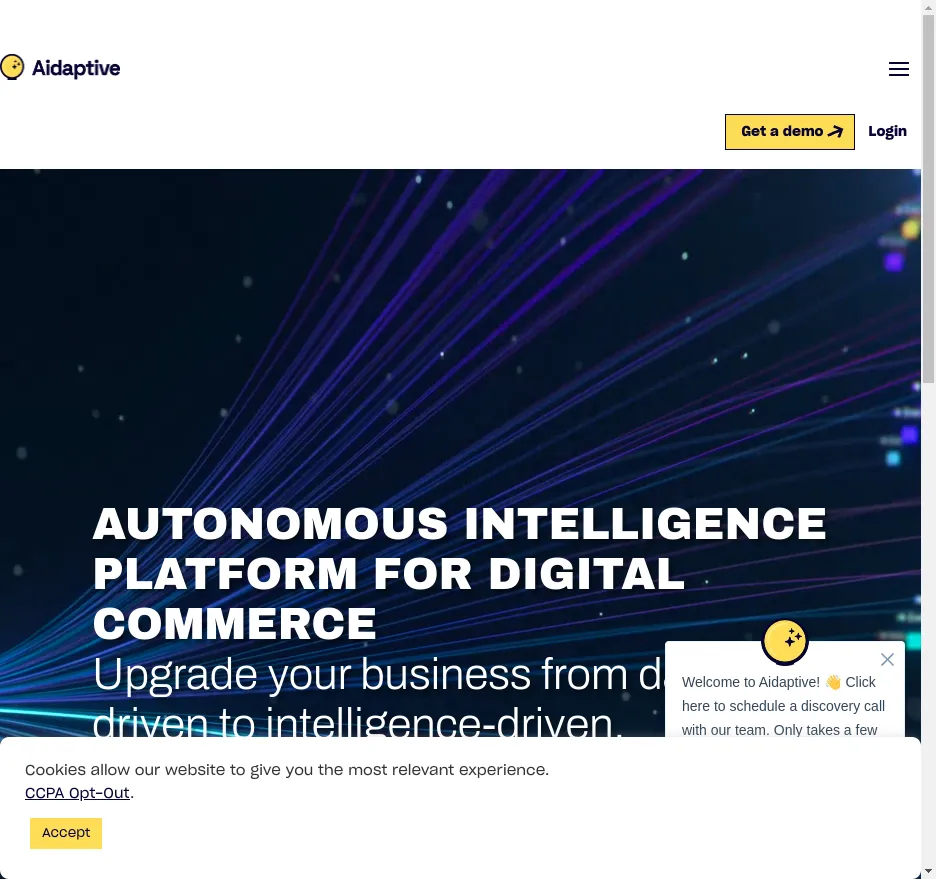 Aidaptive
Get a demo
Login
AUTONOMOUS INTELLIGENCE
PLATFORM FOR DIGITAL
COMMERCE
Upgrade your business from
driven to intelligence-driven.
Welcome to Aidaptive! 👋 Click
here to schedule a discovery call
with our team. Only takes a few
Cookies allow our website to give you the most relevant experience.
CCPA Opt-Out.
Accept